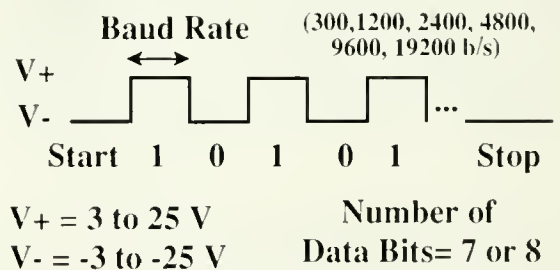 Baud Rate
(300,1200, 2400, 4800,
9600, 19200 b/s)
V+
V-
...
Start 1 0 1 0 1 Stop
V+ = 3 to 25 V
V- = -3 to -25 V
Number of
Data Bits= 7 or 8